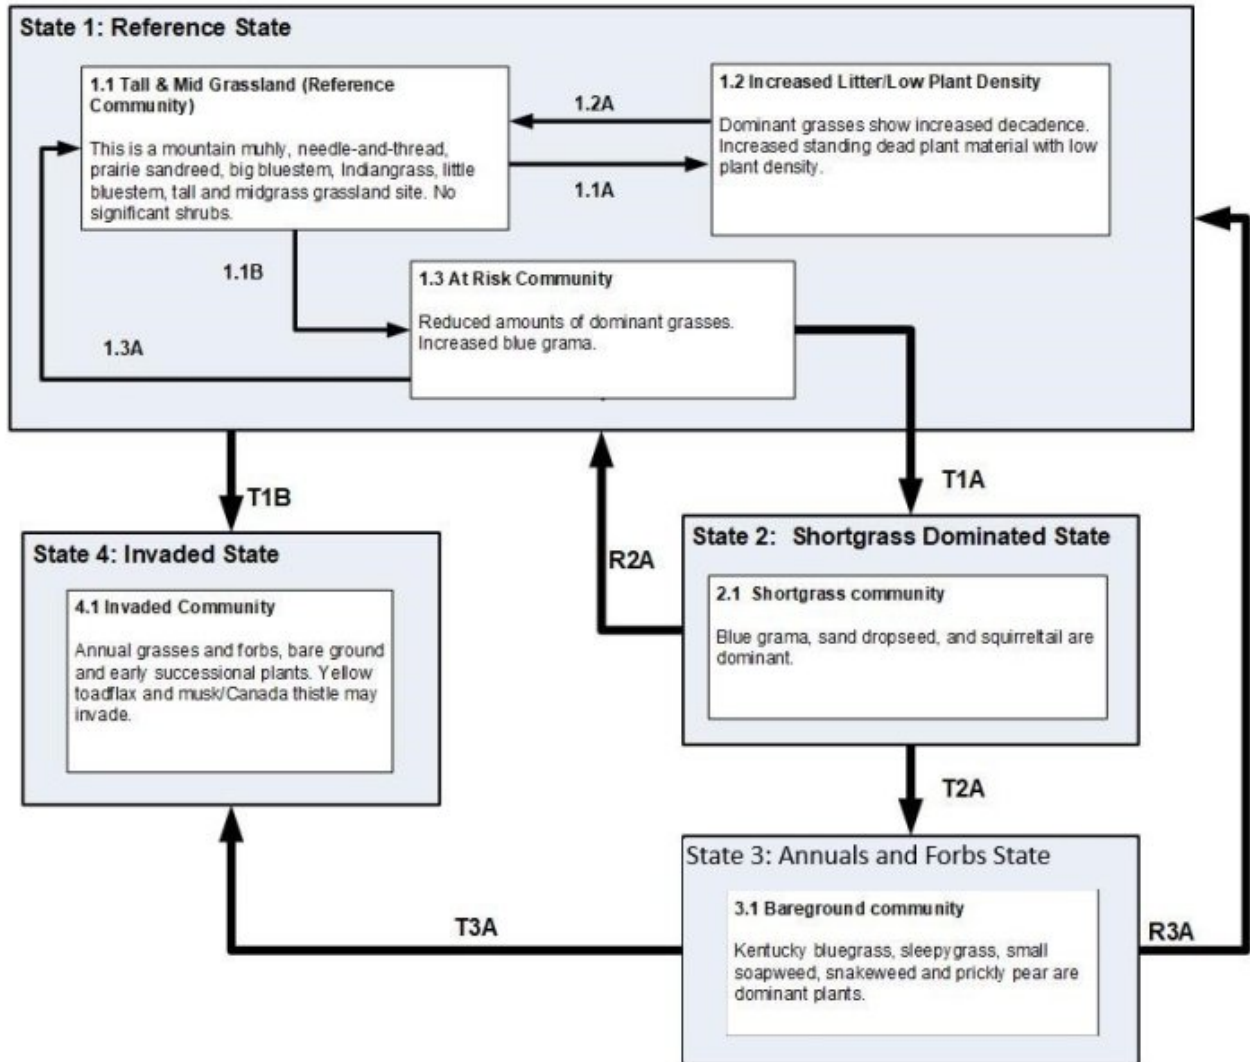 State 1: Reference State
1.1 Tall & Mid Grassland (Reference
Community)
This is a mountain muhly, needle-and-thread,
prairie sandreed, big bluestem, Indiangrass, little
bluestem, tall and midgrass grassland site. No
significant shrubs.
1.2A
1.1A
1.2 Increased Litter/Low Plant Density
Dominant grasses show increased decadence.
Increased standing dead plant material with low
plant density.
1.1B
1.3 At Risk Community
Reduced amounts of dominant grasses.
Increased blue grama.
1.3A
T1B
T1A
State 4: Invaded State
4.1 Invaded Community
Annual grasses and forbs, bare ground
and early successional plants. Yellow
toadflax and musk/Canada thistle may
invade.
R2A
State 2: Shortgrass Dominated State
2.1 Shortgrass community
Blue grama, sand dropseed, and squirreltail are
dominant.
T2A
State 3: Annuals and Forbs State
3.1 Bareground community
Kentucky bluegrass, sleepygrass, small
soapweed, snakeweed and prickly pear are
dominant plants.
T3A
R3A